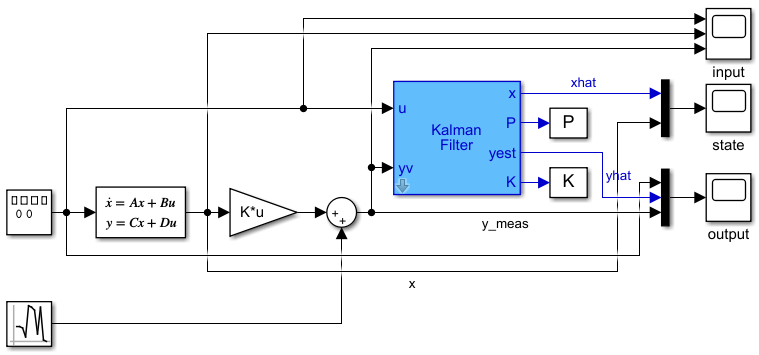 input
xhat
x
u
P
P
state
Kalman
Filter
yest
yv
K
K
yhat
ẋ = Ax + Bu
y = Cx + Du
K*u
+
+
y_meas
output
x